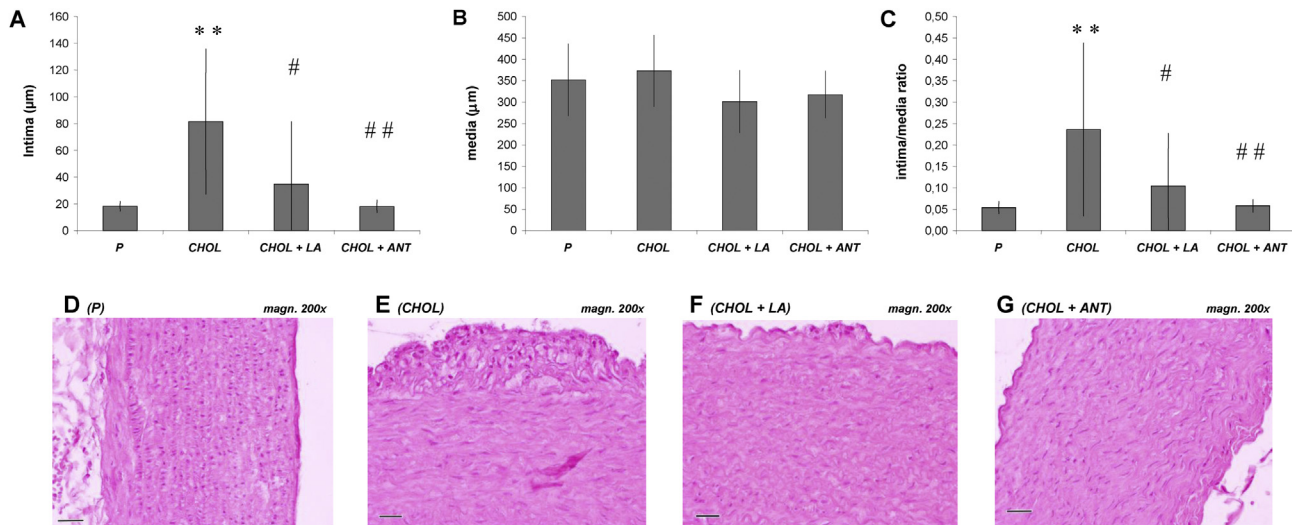 A
Intima (µm)
160
140
120
100
80
60
40
20
0
* *
#
# #
P
CHOL
CHOL + LA
CHOL + ANT
B
media (µm)
500
450
400
350
300
250
200
150
100
50
0
P
CHOL
CHOL + LA
CHOL + ANT
C
intima/media ratio
0,50
0,45
0,40
0,35
0,30
0,25
0,20
0,15
0,10
0,05
0,00
* *
#
# #
P
CHOL
CHOL + LA
CHOL + ANT
D (P) magn. 200x
E (CHOL) magn. 200x
F (CHOL + LA) magn. 200x
G (CHOL + ANT) magn. 200x